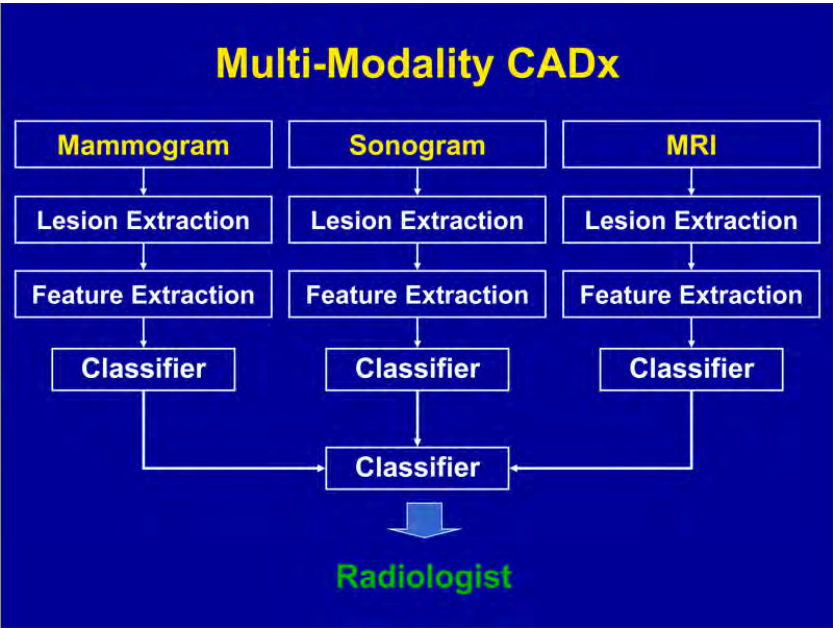 Multi-Modality CADx
Mammogram
Sonogram
MRI
Lesion Extraction
Lesion Extraction
Lesion Extraction
Feature Extraction
Feature Extraction
Feature Extraction
Classifier
Classifier
Classifier
Classifier
Radiologist